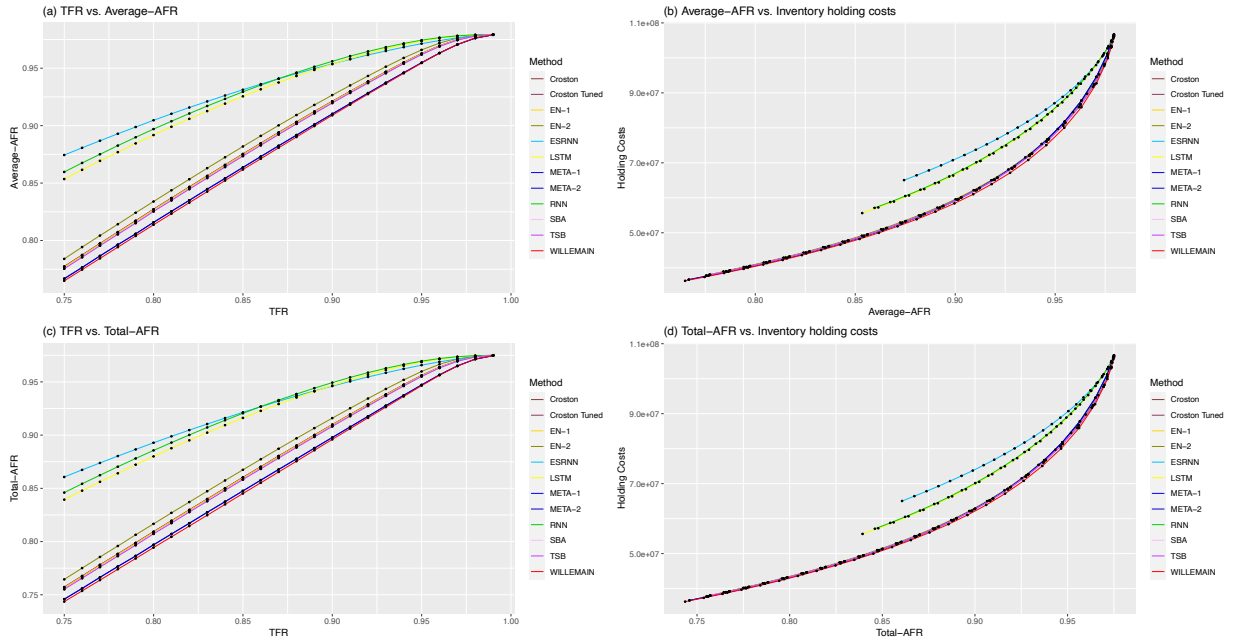 (a) TFR vs. Average−AFR
Average−AFR
0.95
0.90
0.85
0.80
0.75
0.80
0.85
0.90
0.95
1.00
TFR
Method
Croston
Croston Tuned
EN−1
EN−2
ESRNN
LSTM
META−1
META−2
RNN
SBA
TSB
WILLEMAIN
(b) Average−AFR vs. Inventory holding costs
Holding Costs
1.1e+08
9.0e+07
7.0e+07
5.0e+07
0.80
0.85
0.90
0.95
Average−AFR
Method
Croston
Croston Tuned
EN−1
EN−2
ESRNN
LSTM
META−1
META−2
RNN
SBA
TSB
WILLEMAIN
(c) TFR vs. Total−AFR
Total−AFR
0.95
0.90
0.85
0.80
0.75
0.75
0.80
0.85
0.90
0.95
1.00
TFR
Method
Croston
Croston Tuned
EN−1
EN−2
ESRNN
LSTM
META−1
META−2
RNN
SBA
TSB
WILLEMAIN
(d) Total−AFR vs. Inventory holding costs
Holding Costs
1.1e+08
9.0e+07
7.0e+07
5.0e+07
0.75
0.80
0.85
0.90
0.95
Total−AFR
Method
Croston
Croston Tuned
EN−1
EN−2
ESRNN
LSTM
META−1
META−2
RNN
SBA
TSB
WILLEMAIN